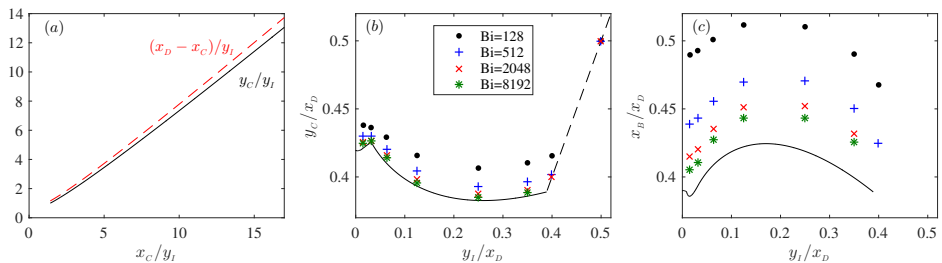 (a)
14
12
10
8
6
4
2
0
(x_D − x_C)/y_I
y_C/y_I
0 5 10 15
x_C/y_I
(b)
Bi=128
Bi=512
Bi=2048
Bi=8192
y_C/x_D
0.5
0.45
0.4
0 0.1 0.2 0.3 0.4 0.5
y_I/x_D
(c)
x_B/x_D
0.5
0.45
0.4
0 0.1 0.2 0.3 0.4 0.5
y_I/x_D